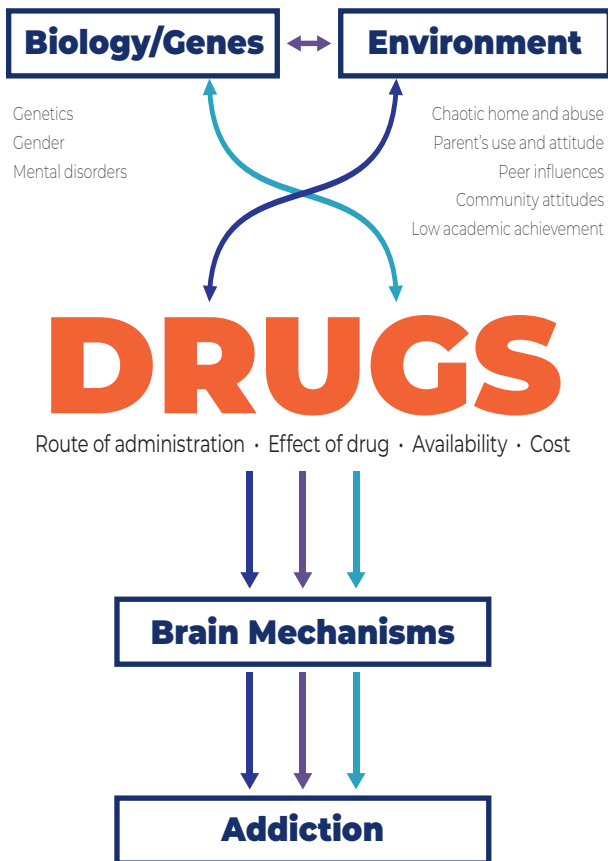 Biology/Genes
Environment
Genetics
Gender
Mental disorders
Chaotic home and abuse
Parent's use and attitude
Peer influences
Community attitudes
Low academic achievement
DRUGS
Route of administration · Effect of drug · Availability · Cost
Brain Mechanisms
Addiction